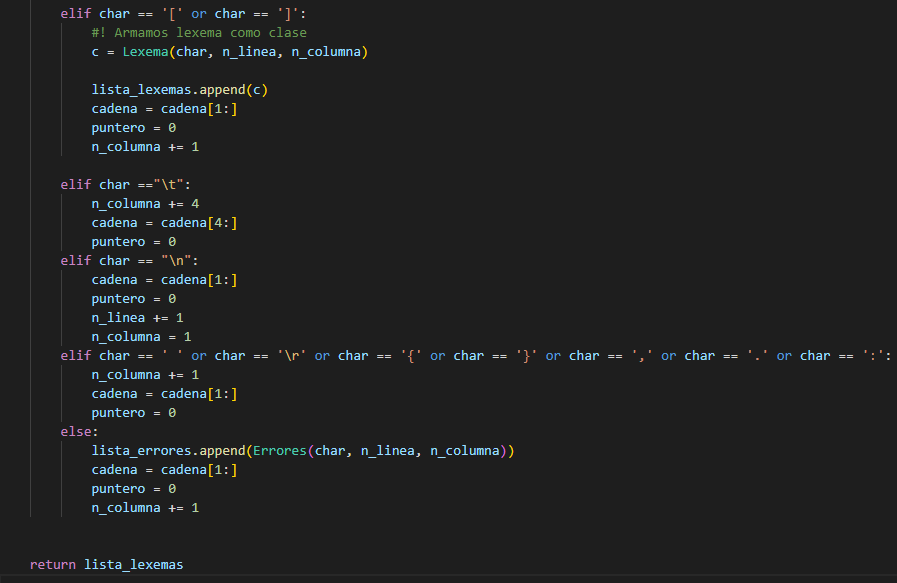 elif char == '[' or char == ']':
#! Armamos lexema como clase
c = Lexema(char, n_linea, n_columna)
lista_lexemas.append(c)
cadena = cadena[1:]
puntero = 0
n_columna += 1
elif char =="\t":
n_columna += 4
cadena = cadena[4:]
puntero = 0
elif char == "\n":
cadena = cadena[1:]
puntero = 0
n_linea += 1
n_columna = 1
elif char == ' ' or char == '\r' or char == '{' or char == '}' or char == ',' or char == '.' or char == ':':
n_columna += 1
cadena = cadena[1:]
puntero = 0
else:
lista_errores.append(Errores(char, n_linea, n_columna))
cadena = cadena[1:]
puntero = 0
n_columna += 1
return lista_lexemas